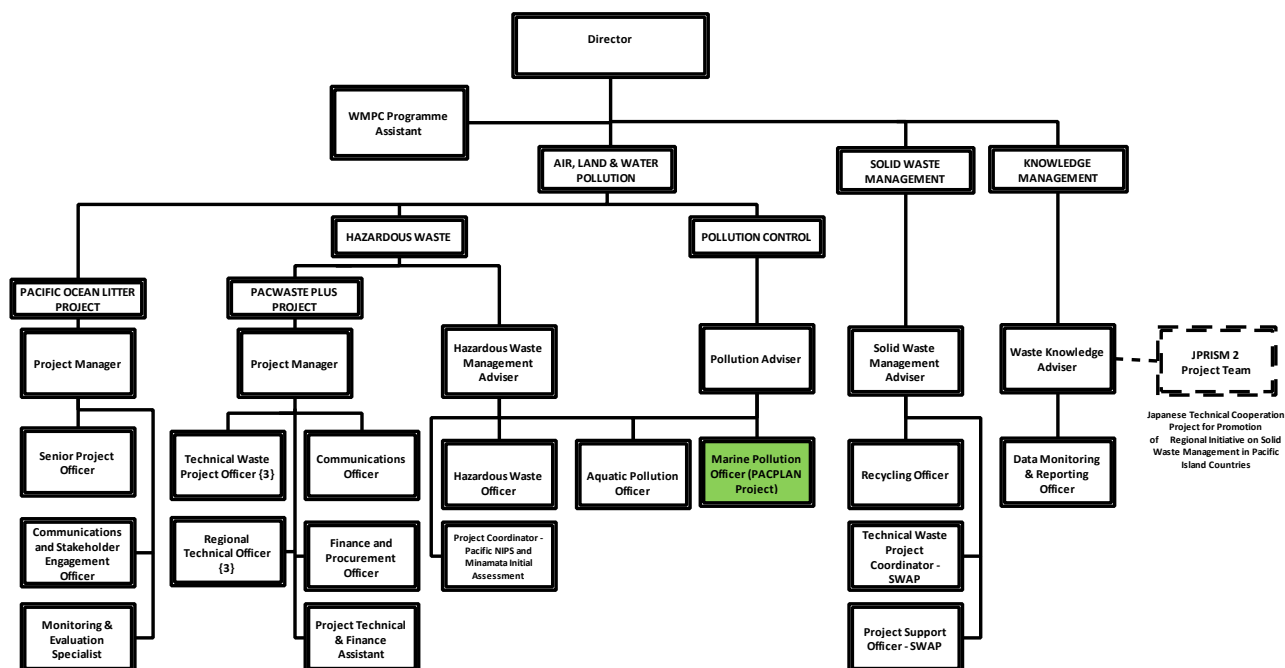 Director
WMPC Programme
Assistant
AIR, LAND & WATER
POLLUTION
SOLID WASTE
MANAGEMENT
KNOWLEDGE
MANAGEMENT
HAZARDOUS WASTE
POLLUTION CONTROL
PACIFIC OCEAN LITTER
PROJECT
PACWASTE PLUS
PROJECT
Project Manager
Project Manager
Hazardous Waste
Management
Adviser
Pollution Adviser
Solid Waste
Management
Adviser
Waste Knowledge
Adviser
JPRISM 2
Project Team
Japanese Technical Cooperation
Project for Promotion
of Regional Initiative on Solid
Waste Management in Pacific
Island Countries
Senior Project
Officer
Technical Waste
Project Officer {3}
Communications
Officer
Hazardous Waste
Officer
Aquatic Pollution
Officer
Marine Pollution
Officer (PACPLAN
Project)
Recycling Officer
Data Monitoring
& Reporting
Officer
Communications
and Stakeholder
Engagement
Officer
Regional
Technical Officer
{3}
Finance and
Procurement
Officer
Project Coordinator -
Pacific NIPS and
Minamata Initial
Assessment
Technical Waste
Project
Coordinator -
SWAP
Monitoring &
Evaluation
Specialist
Project Technical
& Finance
Assistant
Project Support
Officer - SWAP